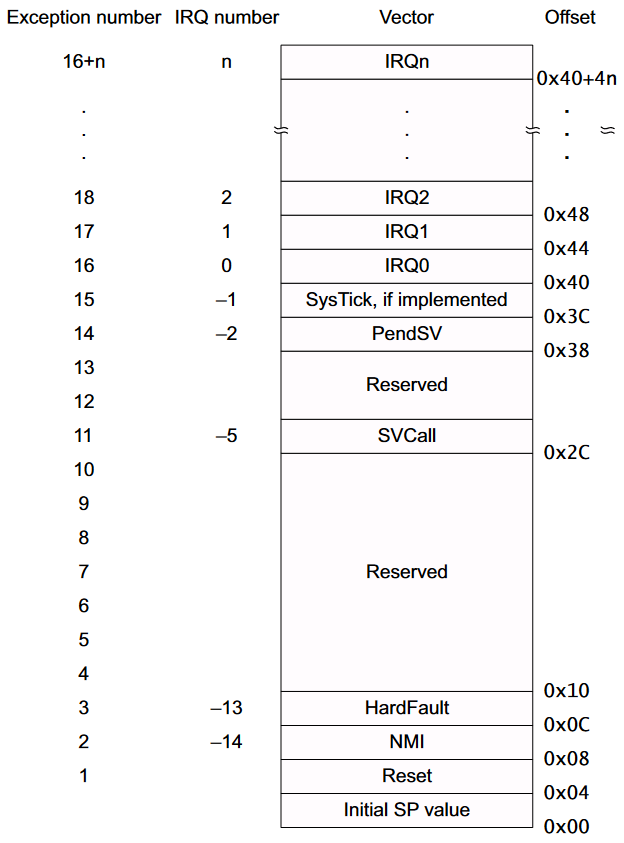 Exception number IRQ number Vector Offset
16+n n IRQn
0x40+4n
. . .
. . .
. . .
18 2 IRQ2
0x48
17 1 IRQ1
0x44
16 0 IRQ0
0x40
15 –1 SysTick, if implemented
0x3C
14 –2 PendSV
0x38
13
Reserved
12
11 –5 SVCall
0x2C
10
9
8
7 Reserved
6
5
4
0x10
3 –13 HardFault
0x0C
2 –14 NMI
0x08
1 Reset
0x04
Initial SP value
0x00